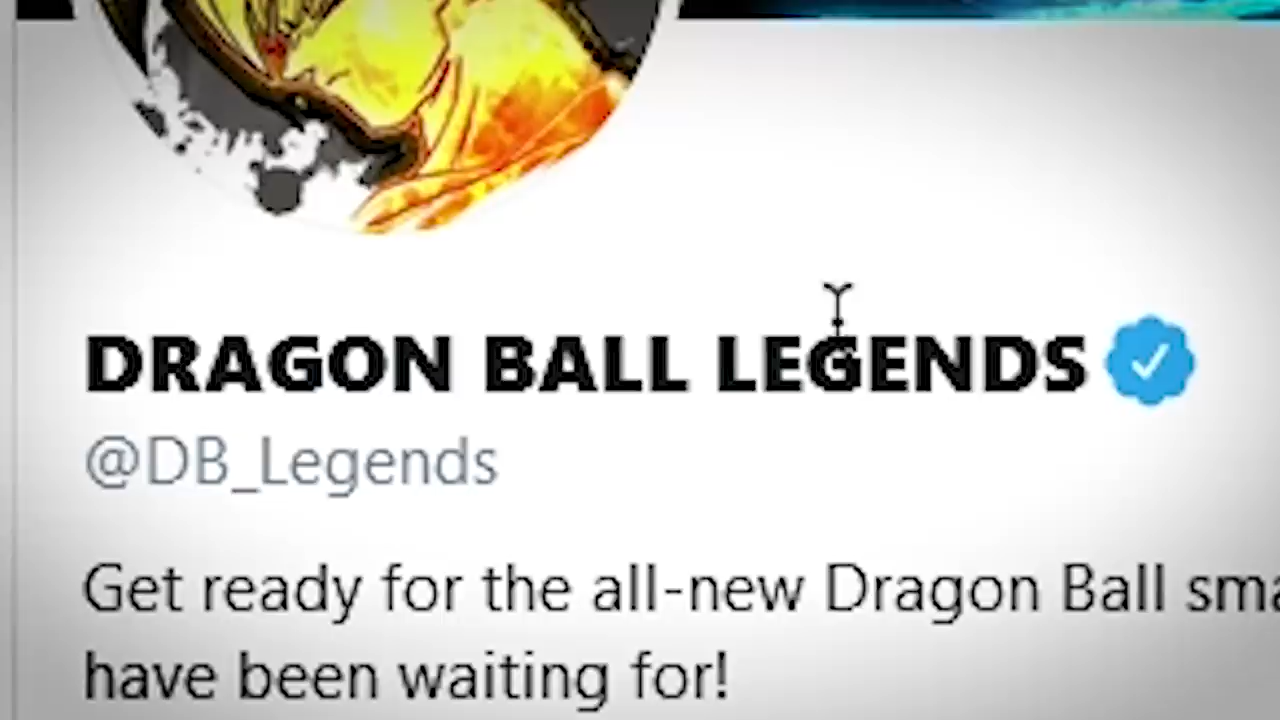 DRAGON BALL LEGENDS
@DB_Legends
Get ready for the all-new Dragon Ball
have been waiting for!